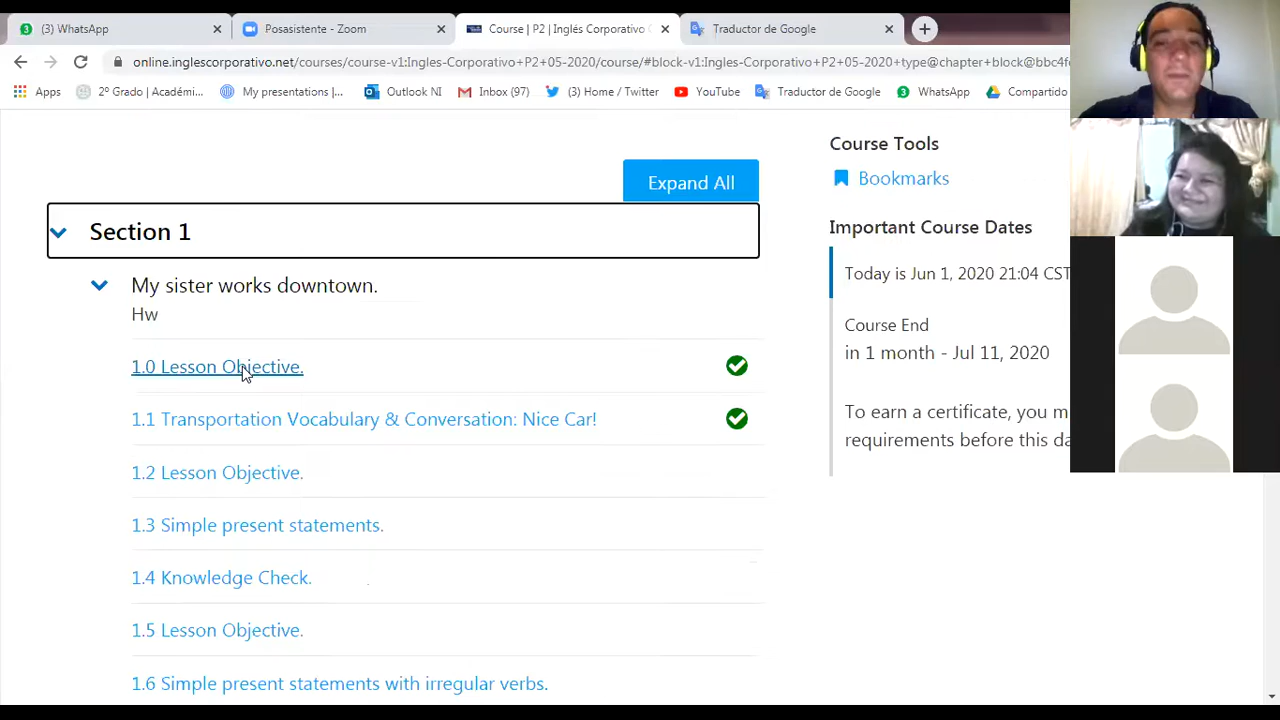 (3) WhatsApp
Posasistente - Zoom
Course | P2 | Inglés Corporativo
Traductor de Google
online.inglescorporativo.net/courses/course-v1:Ingles-Corporativo+P2+05-2020/course/#block-v1:Ingles-Corporativo+P2+05-2020+type@chapter+block@bbc4f
Apps
2º Grado | Académi...
My presentations |...
Outlook NI
Inbox (97)
(3) Home / Twitter
YouTube
Traductor de Google
WhatsApp
Compartido
Expand All
Section 1
My sister works downtown.
Hw
1.0 Lesson Objective.
1.1 Transportation Vocabulary & Conversation: Nice Car!
1.2 Lesson Objective.
1.3 Simple present statements.
1.4 Knowledge Check.
1.5 Lesson Objective.
1.6 Simple present statements with irregular verbs.
Course Tools
Bookmarks
Important Course Dates
Today is Jun 1, 2020 21:04 CST
Course End
in 1 month - Jul 11, 2020
To earn a certificate, you m
requirements before this da